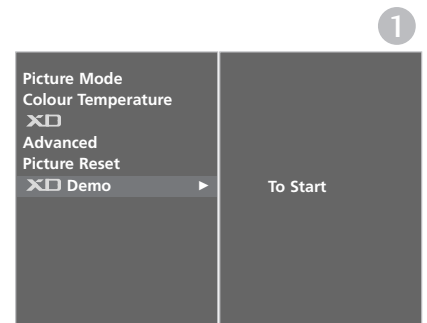 1
Picture Mode
Colour Temperature
XD
Advanced
Picture Reset
XD Demo ►
To Start